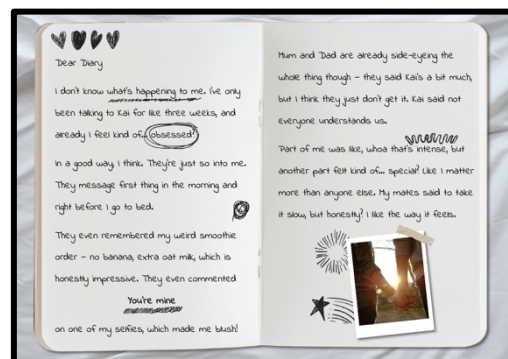 Dear Diary
I don't know what's happening to me. I've only
been talking to Kai for like three weeks, and
already I feel kind of... obsessed?
In a good way, I think. They're just so into me.
They message first thing in the morning and
right before I go to bed.
They even remembered my weird smoothie
order – no banana, extra oat milk, which is
honestly impressive. They even commented
You're mine
on one of my selfies, which made me blush!
Mum and Dad are already side-eyeing the
whole thing though – they said Kai's a bit much,
but I think they just don't get it. Kai said not
everyone understands us.
Part of me was like, whoa that's intense, but
another part felt kind of... special? Like I matter
more than anyone else. My mates said to take
it slow, but honestly? I like the way it feels.